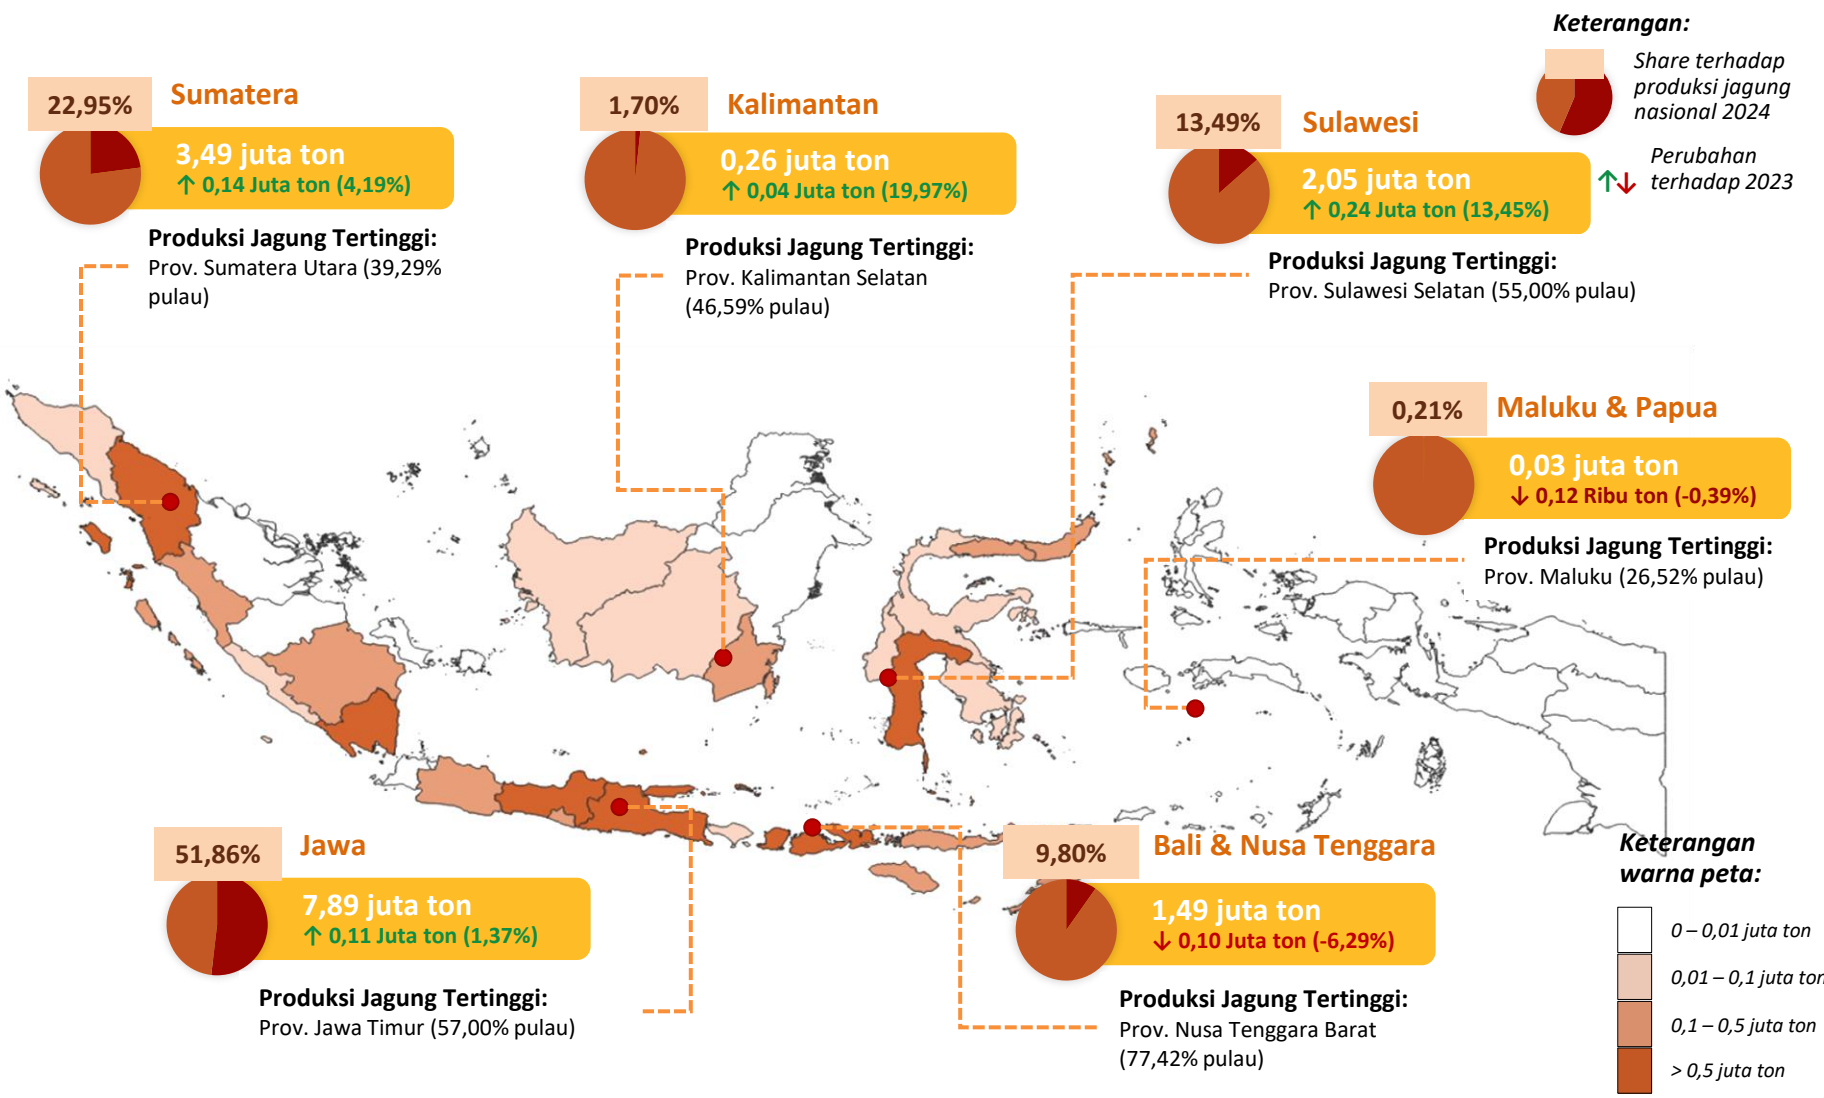 Keterangan:
Share terhadap
produksi jagung
nasional 2024
Perubahan
terhadap 2023
22,95%
Sumatera
3,49 juta ton
↑ 0,14 Juta ton (4,19%)
Produksi Jagung Tertinggi:
Prov. Sumatera Utara (39,29%
pulau)
1,70%
Kalimantan
0,26 juta ton
↑ 0,04 Juta ton (19,97%)
Produksi Jagung Tertinggi:
Prov. Kalimantan Selatan
(46,59% pulau)
13,49%
Sulawesi
2,05 juta ton
↑ 0,24 Juta ton (13,45%)
Produksi Jagung Tertinggi:
Prov. Sulawesi Selatan (55,00% pulau)
0,21%
Maluku & Papua
0,03 juta ton
↓ 0,12 Ribu ton (-0,39%)
Produksi Jagung Tertinggi:
Prov. Maluku (26,52% pulau)
51,86%
Jawa
7,89 juta ton
↑ 0,11 Juta ton (1,37%)
Produksi Jagung Tertinggi:
Prov. Jawa Timur (57,00% pulau)
9,80%
Bali & Nusa Tenggara
1,49 juta ton
↓ 0,10 Juta ton (-6,29%)
Produksi Jagung Tertinggi:
Prov. Nusa Tenggara Barat
(77,42% pulau)
Keterangan
warna peta:
0 – 0,01 juta ton
0,01 – 0,1 juta ton
0,1 – 0,5 juta ton
> 0,5 juta ton